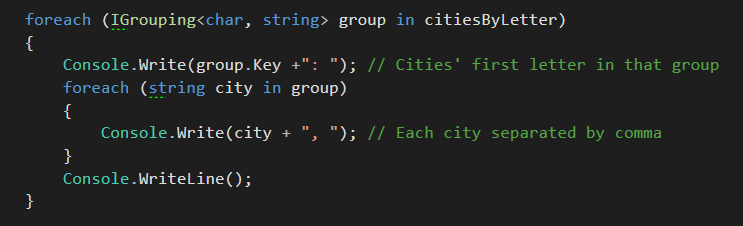 foreach (IGrouping<char, string> group in citiesByLetter)
{
    Console.Write(group.Key +": "); // Cities' first letter in that group
    foreach (string city in group)
    {
        Console.Write(city + ", "); // Each city separated by comma
    }
    Console.WriteLine();
}